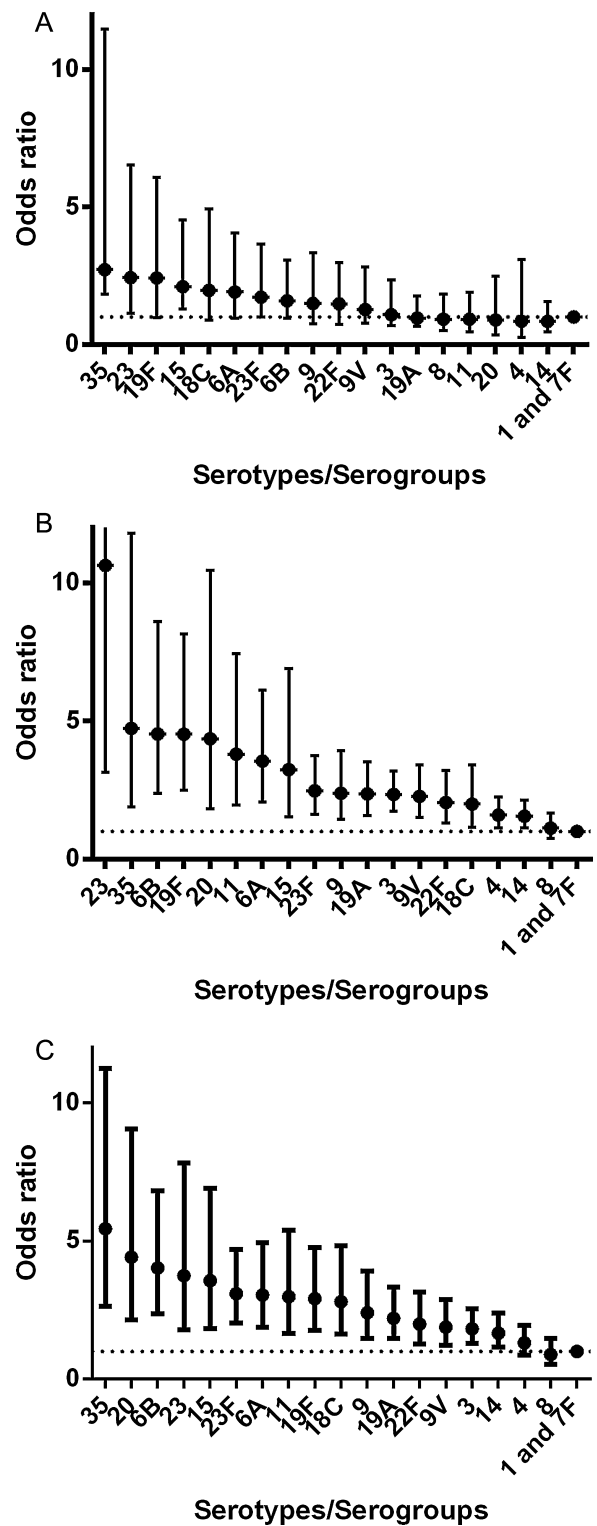 A
10
5
0
Odds ratio
35 23 19F 15 18C 6A 23F 6B 9 22F 9V 3 19A 8 11 20 4 14 1 and 7F
Serotypes/Serogroups
B
10
5
0
Odds ratio
23 35 6B 19F 20 11 6A 15 23F 9 19A 3 9V 22F 18C 4 14 8 1 and 7F
Serotypes/Serogroups
C
10
5
0
Odds ratio
35 20 6B 23 15 23F 6A 11 19F 18C 9 19A 22F 9V 3 14 4 8 1 and 7F
Serotypes/Serogroups